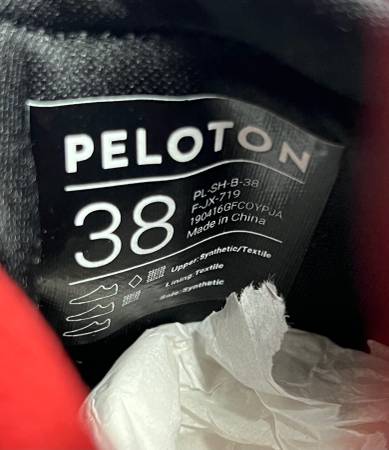 PELOTON
38
PL-SH-B-38
F-JX-719
190416GFCOYPJA
Made in China
Upper: Synthetic/Textile
Lining: Textile
Sole: Synthetic